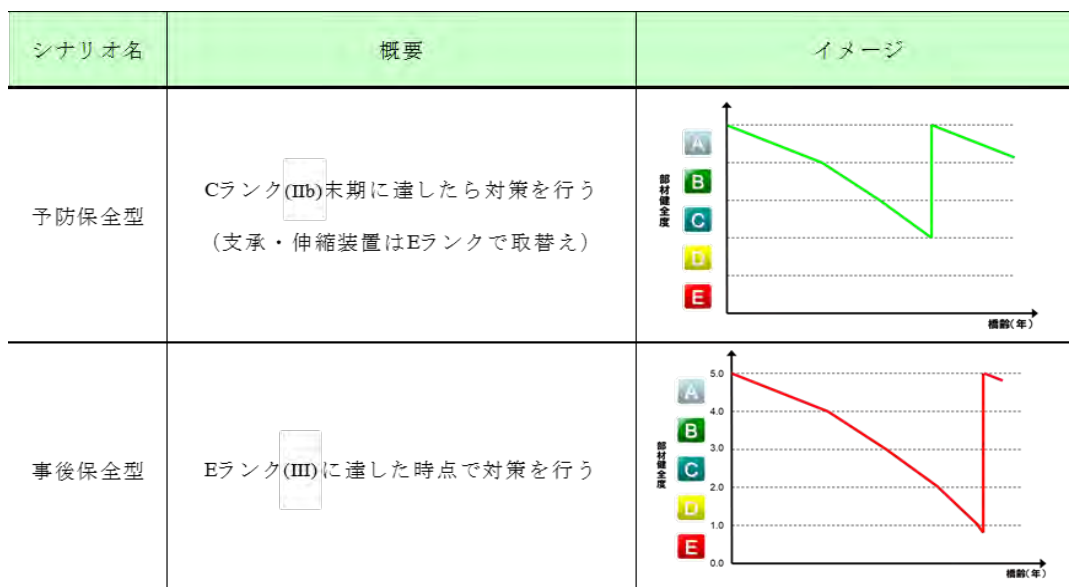 シナリオ名 概要 イメージ
予防保全型
Cランク(IIb)末期に達したら対策を行う
（支承・伸縮装置はEランクで取替え）
部材健全度
A
B
C
D
E
橋齢(年)
事後保全型
Eランク(III)に達した時点で対策を行う
部材健全度
5.0
A
4.0
B
3.0
C
2.0
D
1.0
E
0.0
橋齢(年)